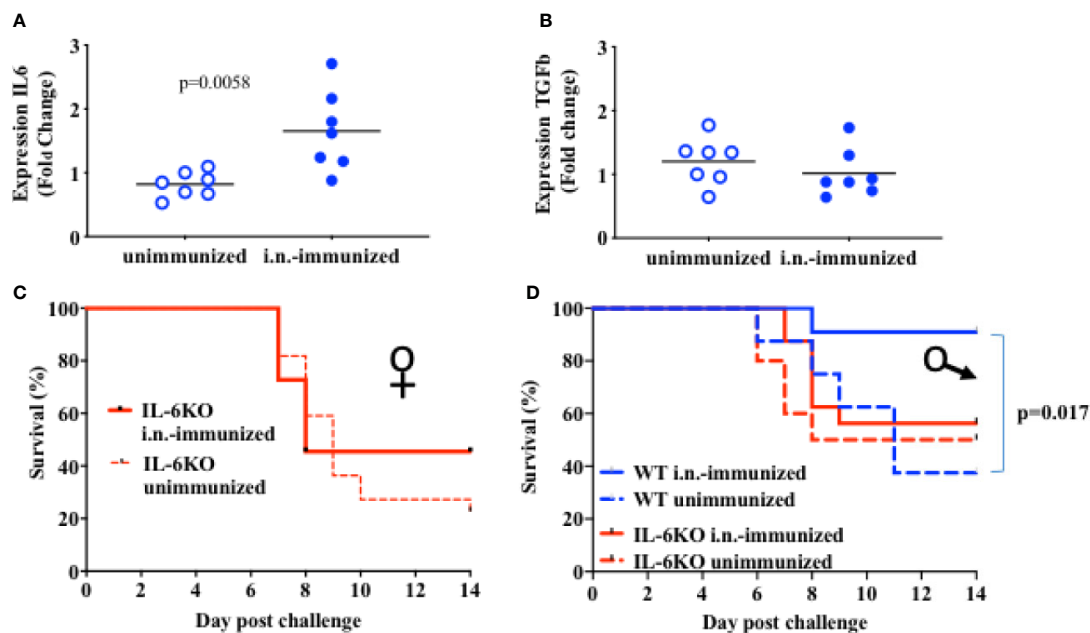 A
Expression IL6
(Fold Change)
3
2
1
0
p=0.0058
unimmunized i.n.-immunized
B
Expression TGFb
(Fold change)
3
2
1
0
unimmunized i.n.-immunized
C
Survival (%)
100
80
60
40
20
0
IL-6KO
i.n.-immunized
IL-6KO
unimmunized
0 2 4 6 8 10 12 14
Day post challenge
D
Survival (%)
100
80
60
40
20
0
p=0.017
WT i.n.-immunized
WT unimmunized
IL-6KO i.n.-immunized
IL-6KO unimmunized
0 2 4 6 8 10 12 14
Day post challenge